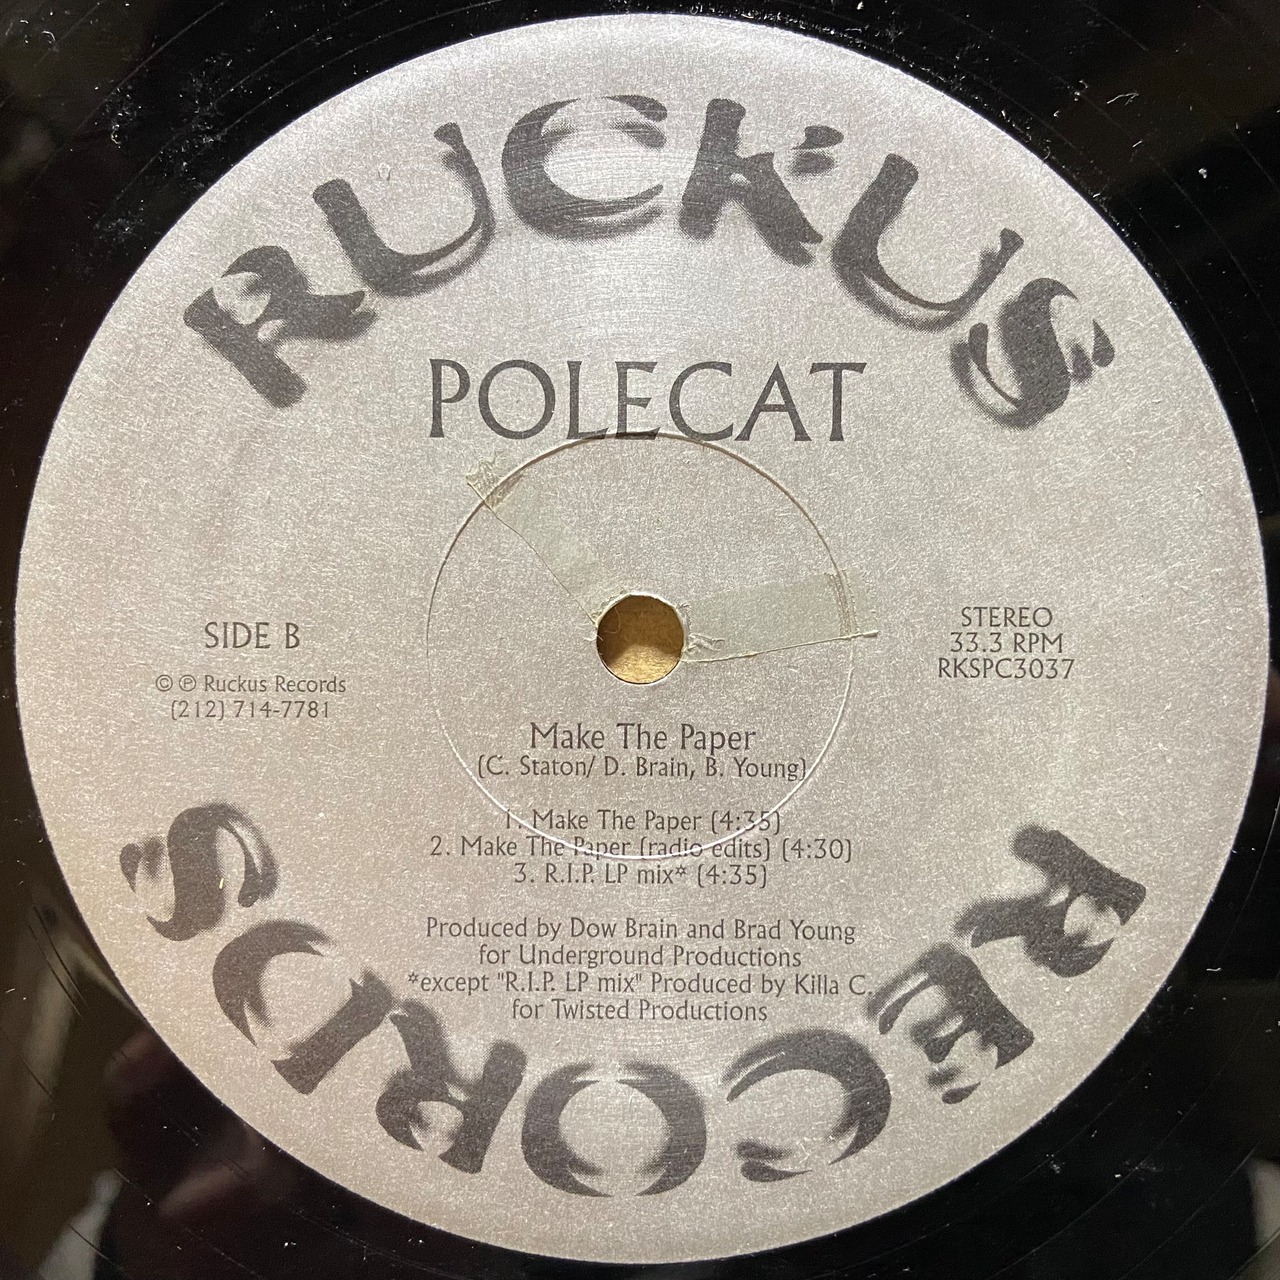 RUCKUS
POLECAT
SIDE B
© ℗ Ruckus Records
(212) 714-7781
STEREO
33.3 RPM
RKSPC3037
Make The Paper
(C. Staton/ D. Brain, B. Young)
1. Make The Paper (4:35)
2. Make The Paper (radio edits) (4:30)
3. R.I.P. LP mix* (4:35)
Produced by Dow Brain and Brad Young
for Underground Productions
*except "R.I.P. LP mix" Produced by Killa C.
for Twisted Productions
RECORDS